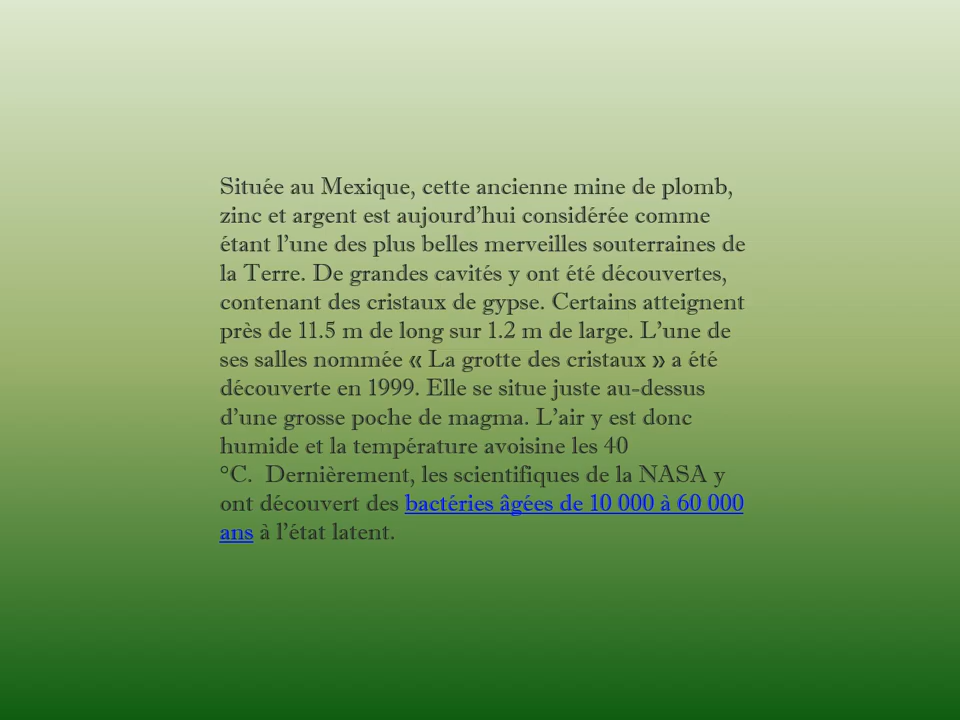 Située au Mexique, cette ancienne mine de plomb,
zinc et argent est aujourd’hui considérée comme
étant l’une des plus belles merveilles souterraines de
la Terre. De grandes cavités y ont été découvertes,
contenant des cristaux de gypse. Certains atteignent
près de 11.5 m de long sur 1.2 m de large. L’une de
ses salles nommée « La grotte des cristaux » a été
découverte en 1999. Elle se situe juste au-dessus
d’une grosse poche de magma. L’air y est donc
humide et la température avoisine les 40
°C.  Dernièrement, les scientifiques de la NASA y
ont découvert des bactéries âgées de 10 000 à 60 000
ans à l’état latent.